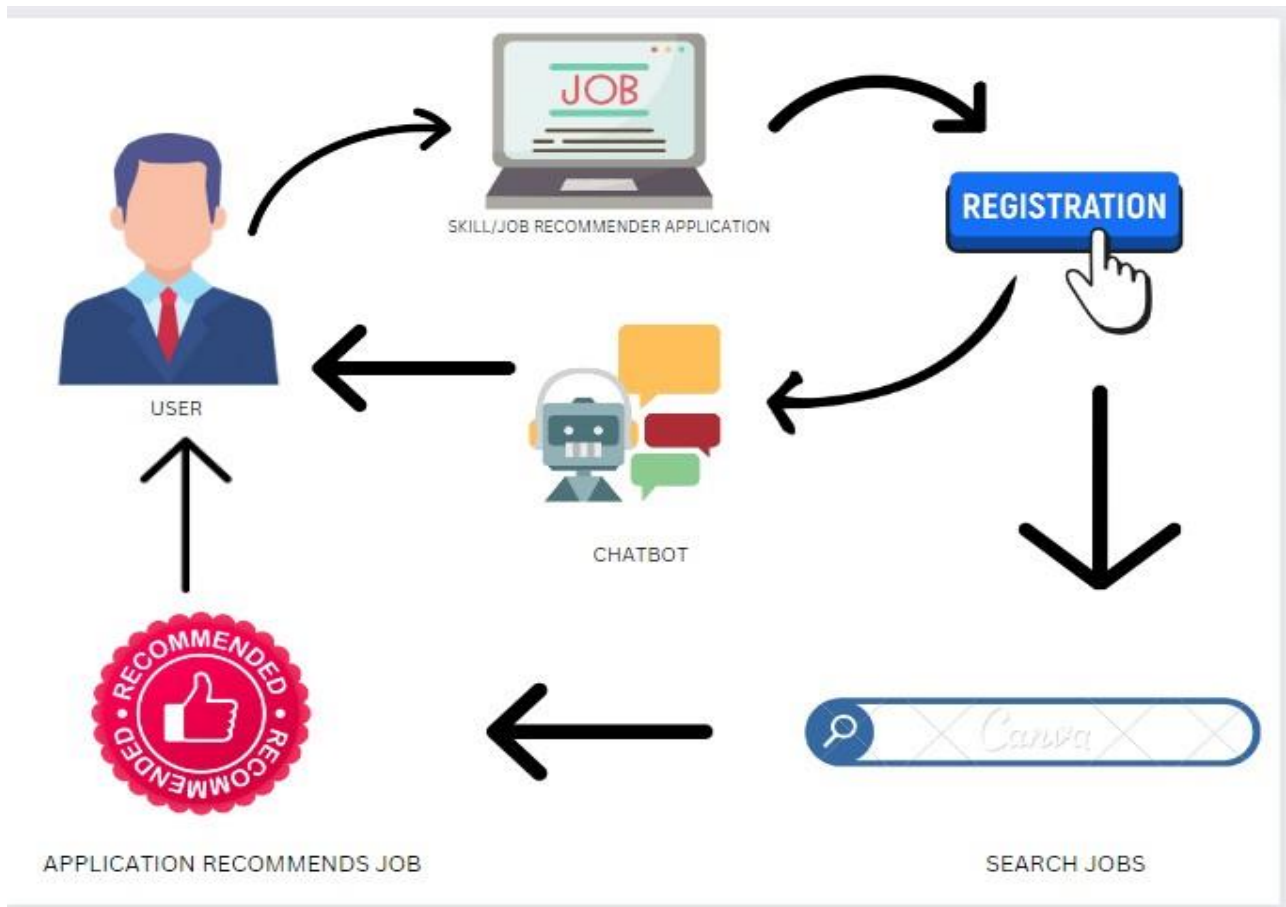 JOB
SKILL/JOB RECOMMENDER APPLICATION
REGISTRATION
USER
CHATBOT
RECOMMENDED • RECOMMENDED •
Canva
APPLICATION RECOMMENDS JOB
SEARCH JOBS